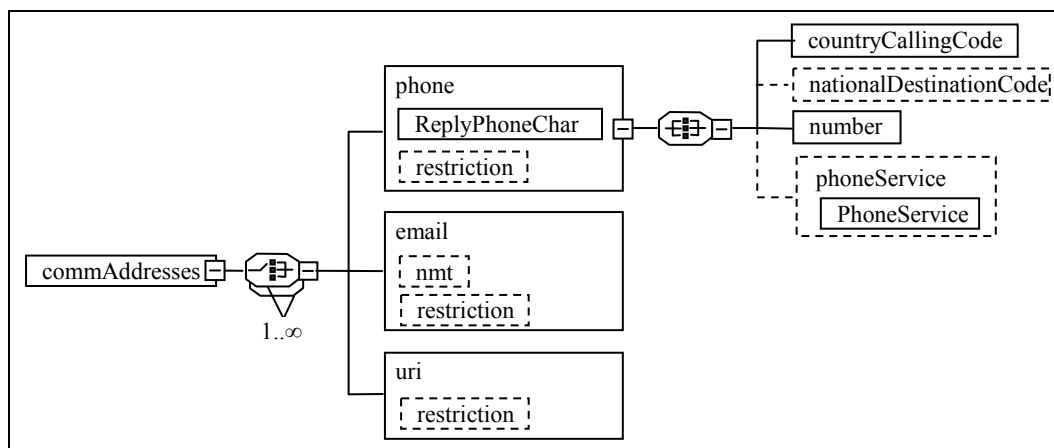 countryCallingCode
phone
nationalDestinationCode
ReplyPhoneChar
number
restriction
phoneService
PhoneService
email
commAddresses
nmt
restriction
1..∞
uri
restriction